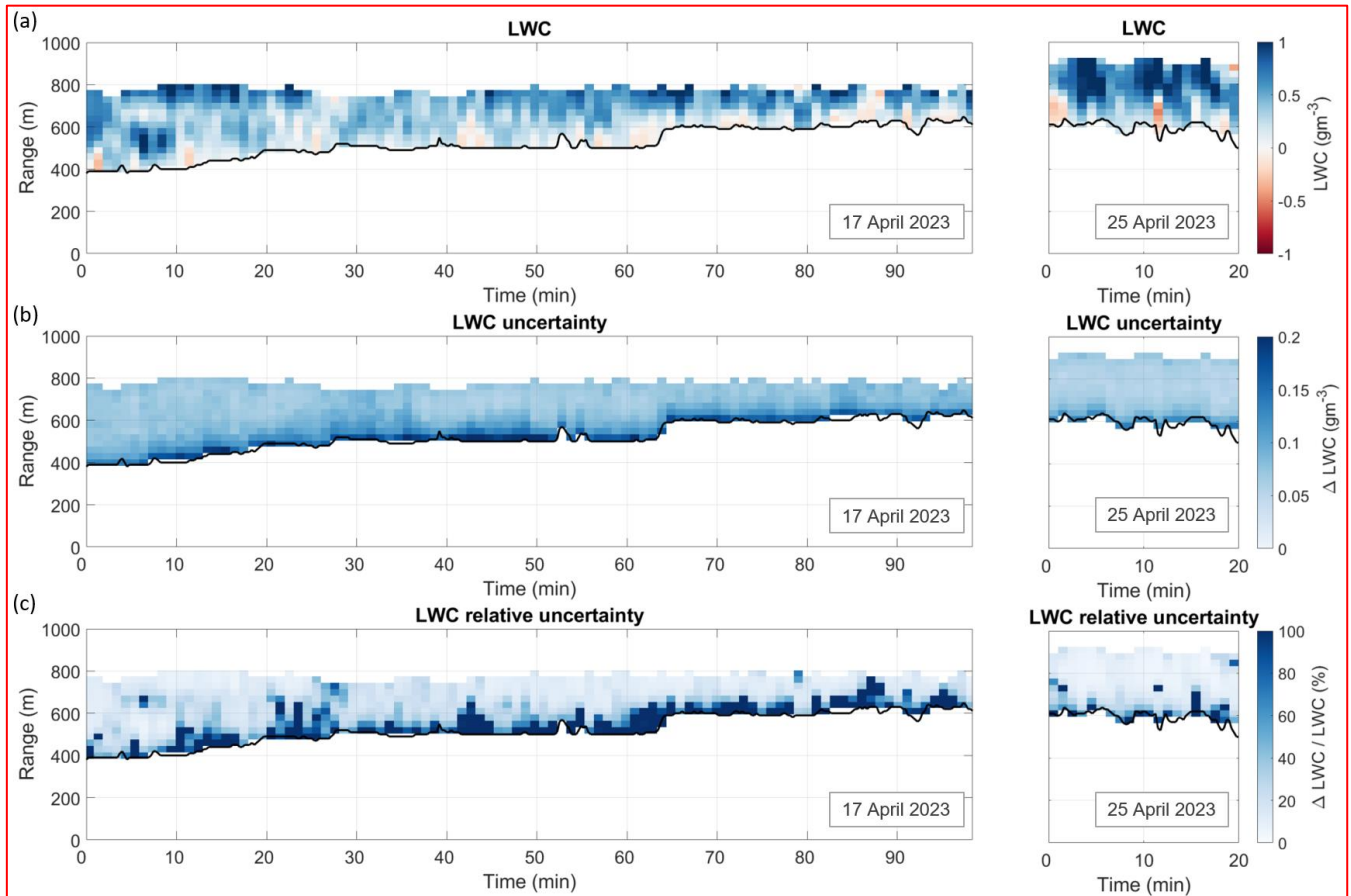 (a)
LWC
LWC
1000
800
600
400
200
0
Range (m)
17 April 2023
0 10 20 30 40 50 60 70 80 90
Time (min)
25 April 2023
0 5 10 15 20
Time (min)
1
0.5
0
-0.5
-1
LWC (gm⁻³)
(b)
LWC uncertainty
LWC uncertainty
1000
800
600
400
200
0
Range (m)
17 April 2023
0 10 20 30 40 50 60 70 80 90
Time (min)
25 April 2023
0 5 10 15 20
Time (min)
0.2
0.15
0.1
0.05
0
Δ LWC (gm⁻³)
(c)
LWC relative uncertainty
LWC relative uncertainty
1000
800
600
400
200
0
Range (m)
17 April 2023
0 10 20 30 40 50 60 70 80 90
Time (min)
25 April 2023
0 5 10 15 20
Time (min)
100
80
60
40
20
0
Δ LWC / LWC (%)